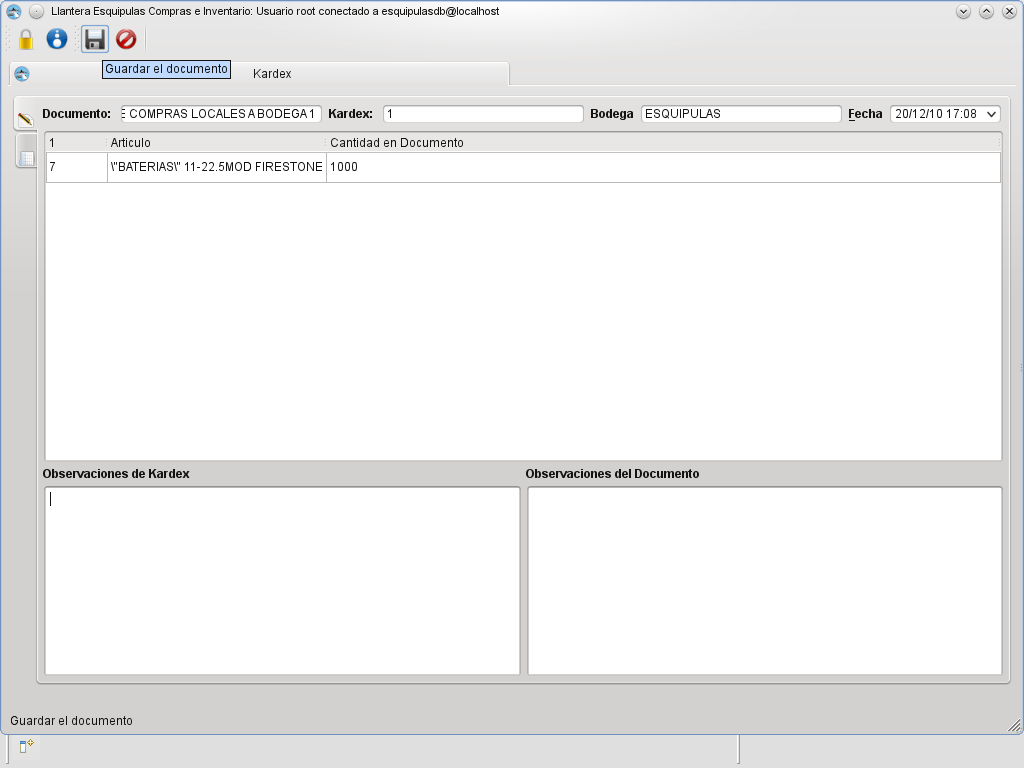 Llantera Esquipulas Compras e Inventario: Usuario root conectado a esquipulasdb@localhost
Guardar el documento
Kardex
Documento: E COMPRAS LOCALES A BODEGA 1 Kardex: 1 Bodega ESQUIPULAS Fecha 20/12/10 17:08
1 Articulo Cantidad en Documento
7 \"BATERIAS\" 11-22.5MOD FIRESTONE 1000
Observaciones de Kardex Observaciones del Documento
Guardar el documento